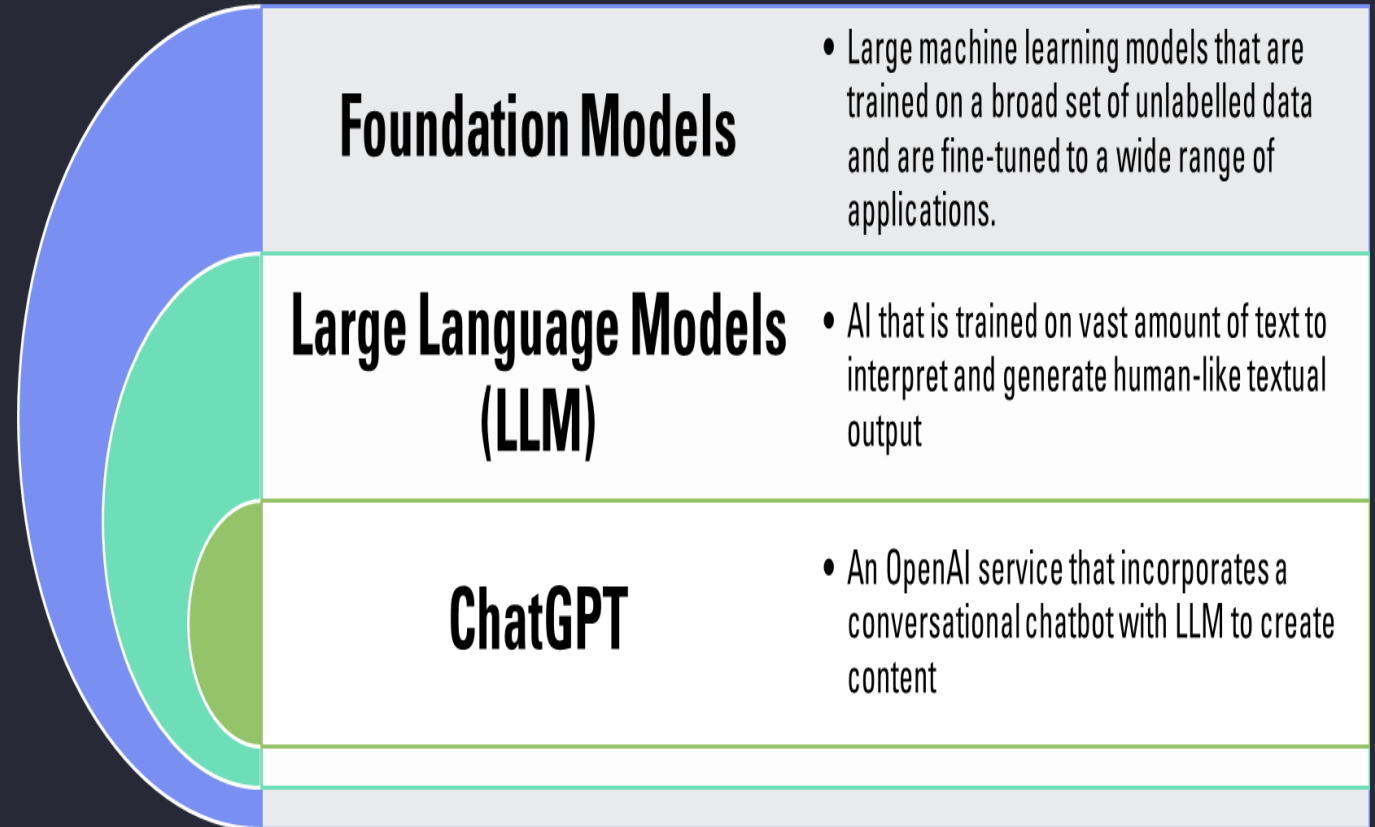 Foundation Models
• Large machine learning models that are
trained on a broad set of unlabelled data
and are fine-tuned to a wide range of
applications.
Large Language Models
(LLM)
• AI that is trained on vast amount of text to
interpret and generate human-like textual
output
ChatGPT
• An OpenAI service that incorporates a
conversational chatbot with LLM to create
content